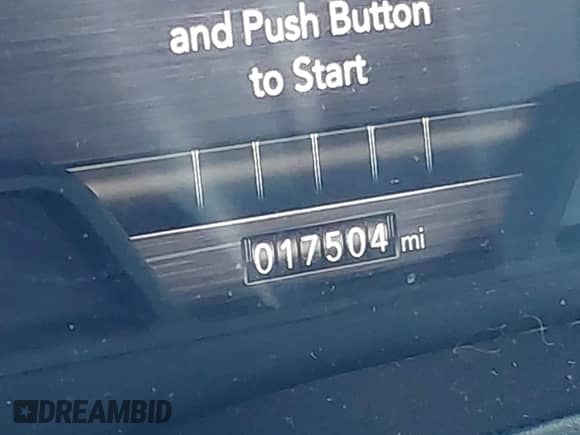 and Push Button
to Start
017504 mi
DREAMBID